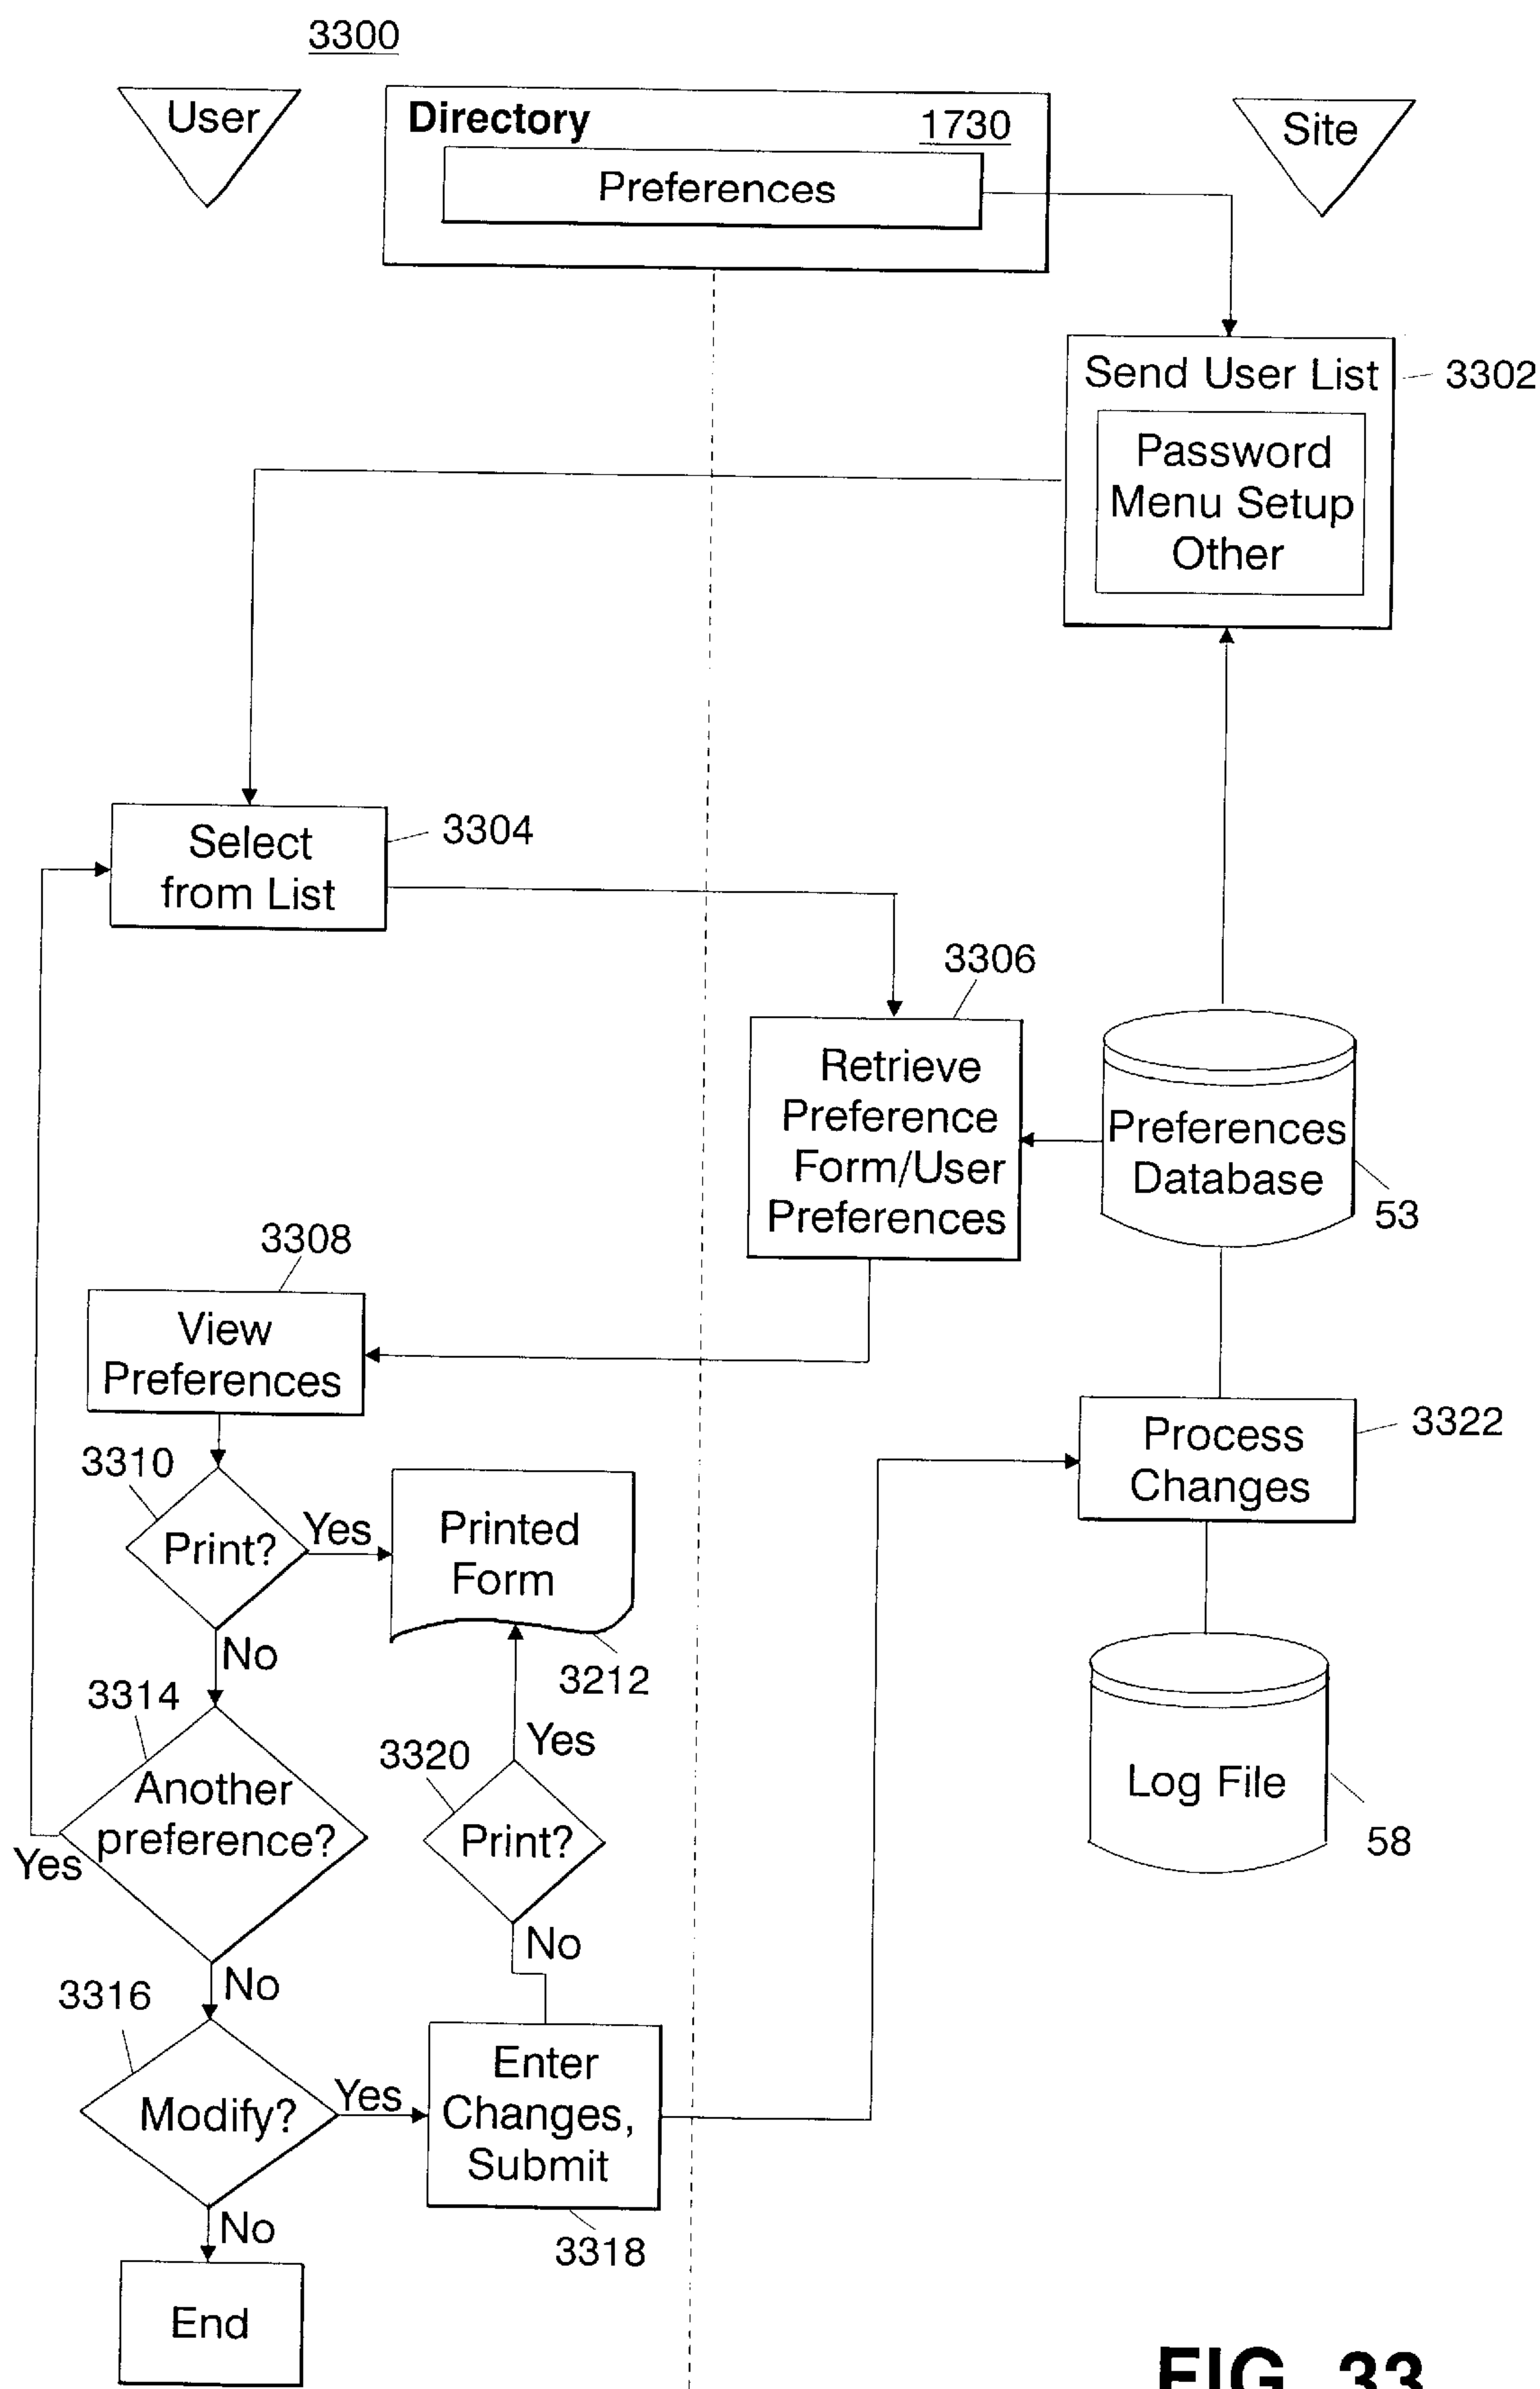 3300
User
Directory
1730
Preferences
Site
Send User List
3302
Password
Menu Setup
Other
Select
from List
3304
3306
Retrieve
Preference
Form/User
Preferences
Preferences
Database
53
3308
View
Preferences
3310
Print?
Yes
Printed
Form
3212
No
3322
Process
Changes
3314
Another
preference?
Yes
No
3320
Print?
Yes
No
Log File
58
3316
Modify?
Yes
Enter
Changes,
Submit
3318
No
End
FIG. 33